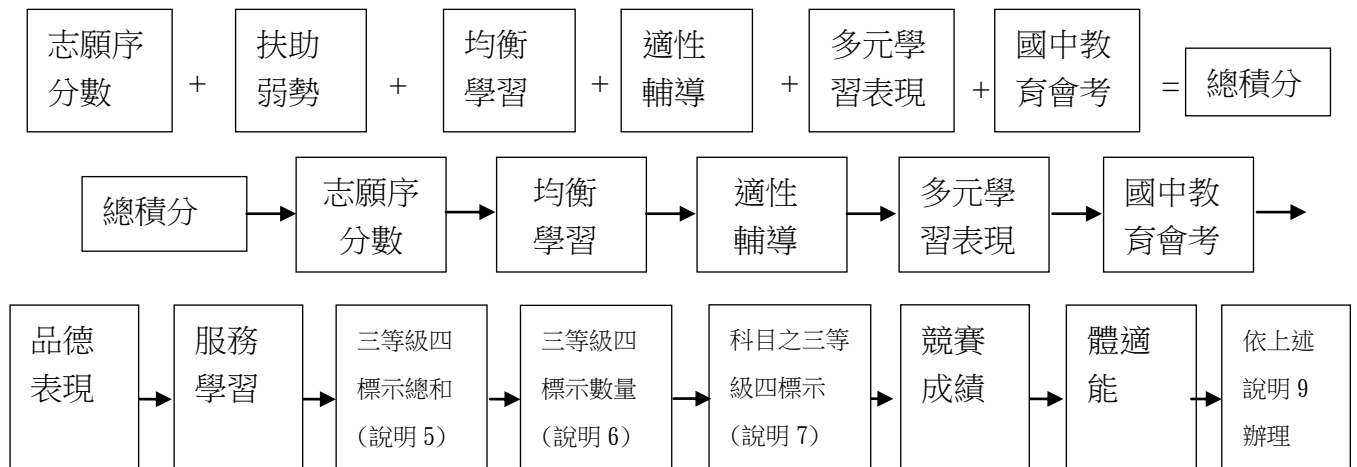 志願序 扶助 均衡 適性 多元學 國中教
分數 + 弱勢 + 學習 + 輔導 + 習表現 + 育會考 = 總積分
總積分 志願序 均衡 適性 多元學 國中教
分數 學習 輔導 習表現 育會考
品德 服務 三等級四 三等級四 科目之三等 競賽 體適 依上述
表現 學習 標示總和 標示數量 級四標示 成績 能 說明 9
（說明 5） （說明 6） （說明 7） 辦理